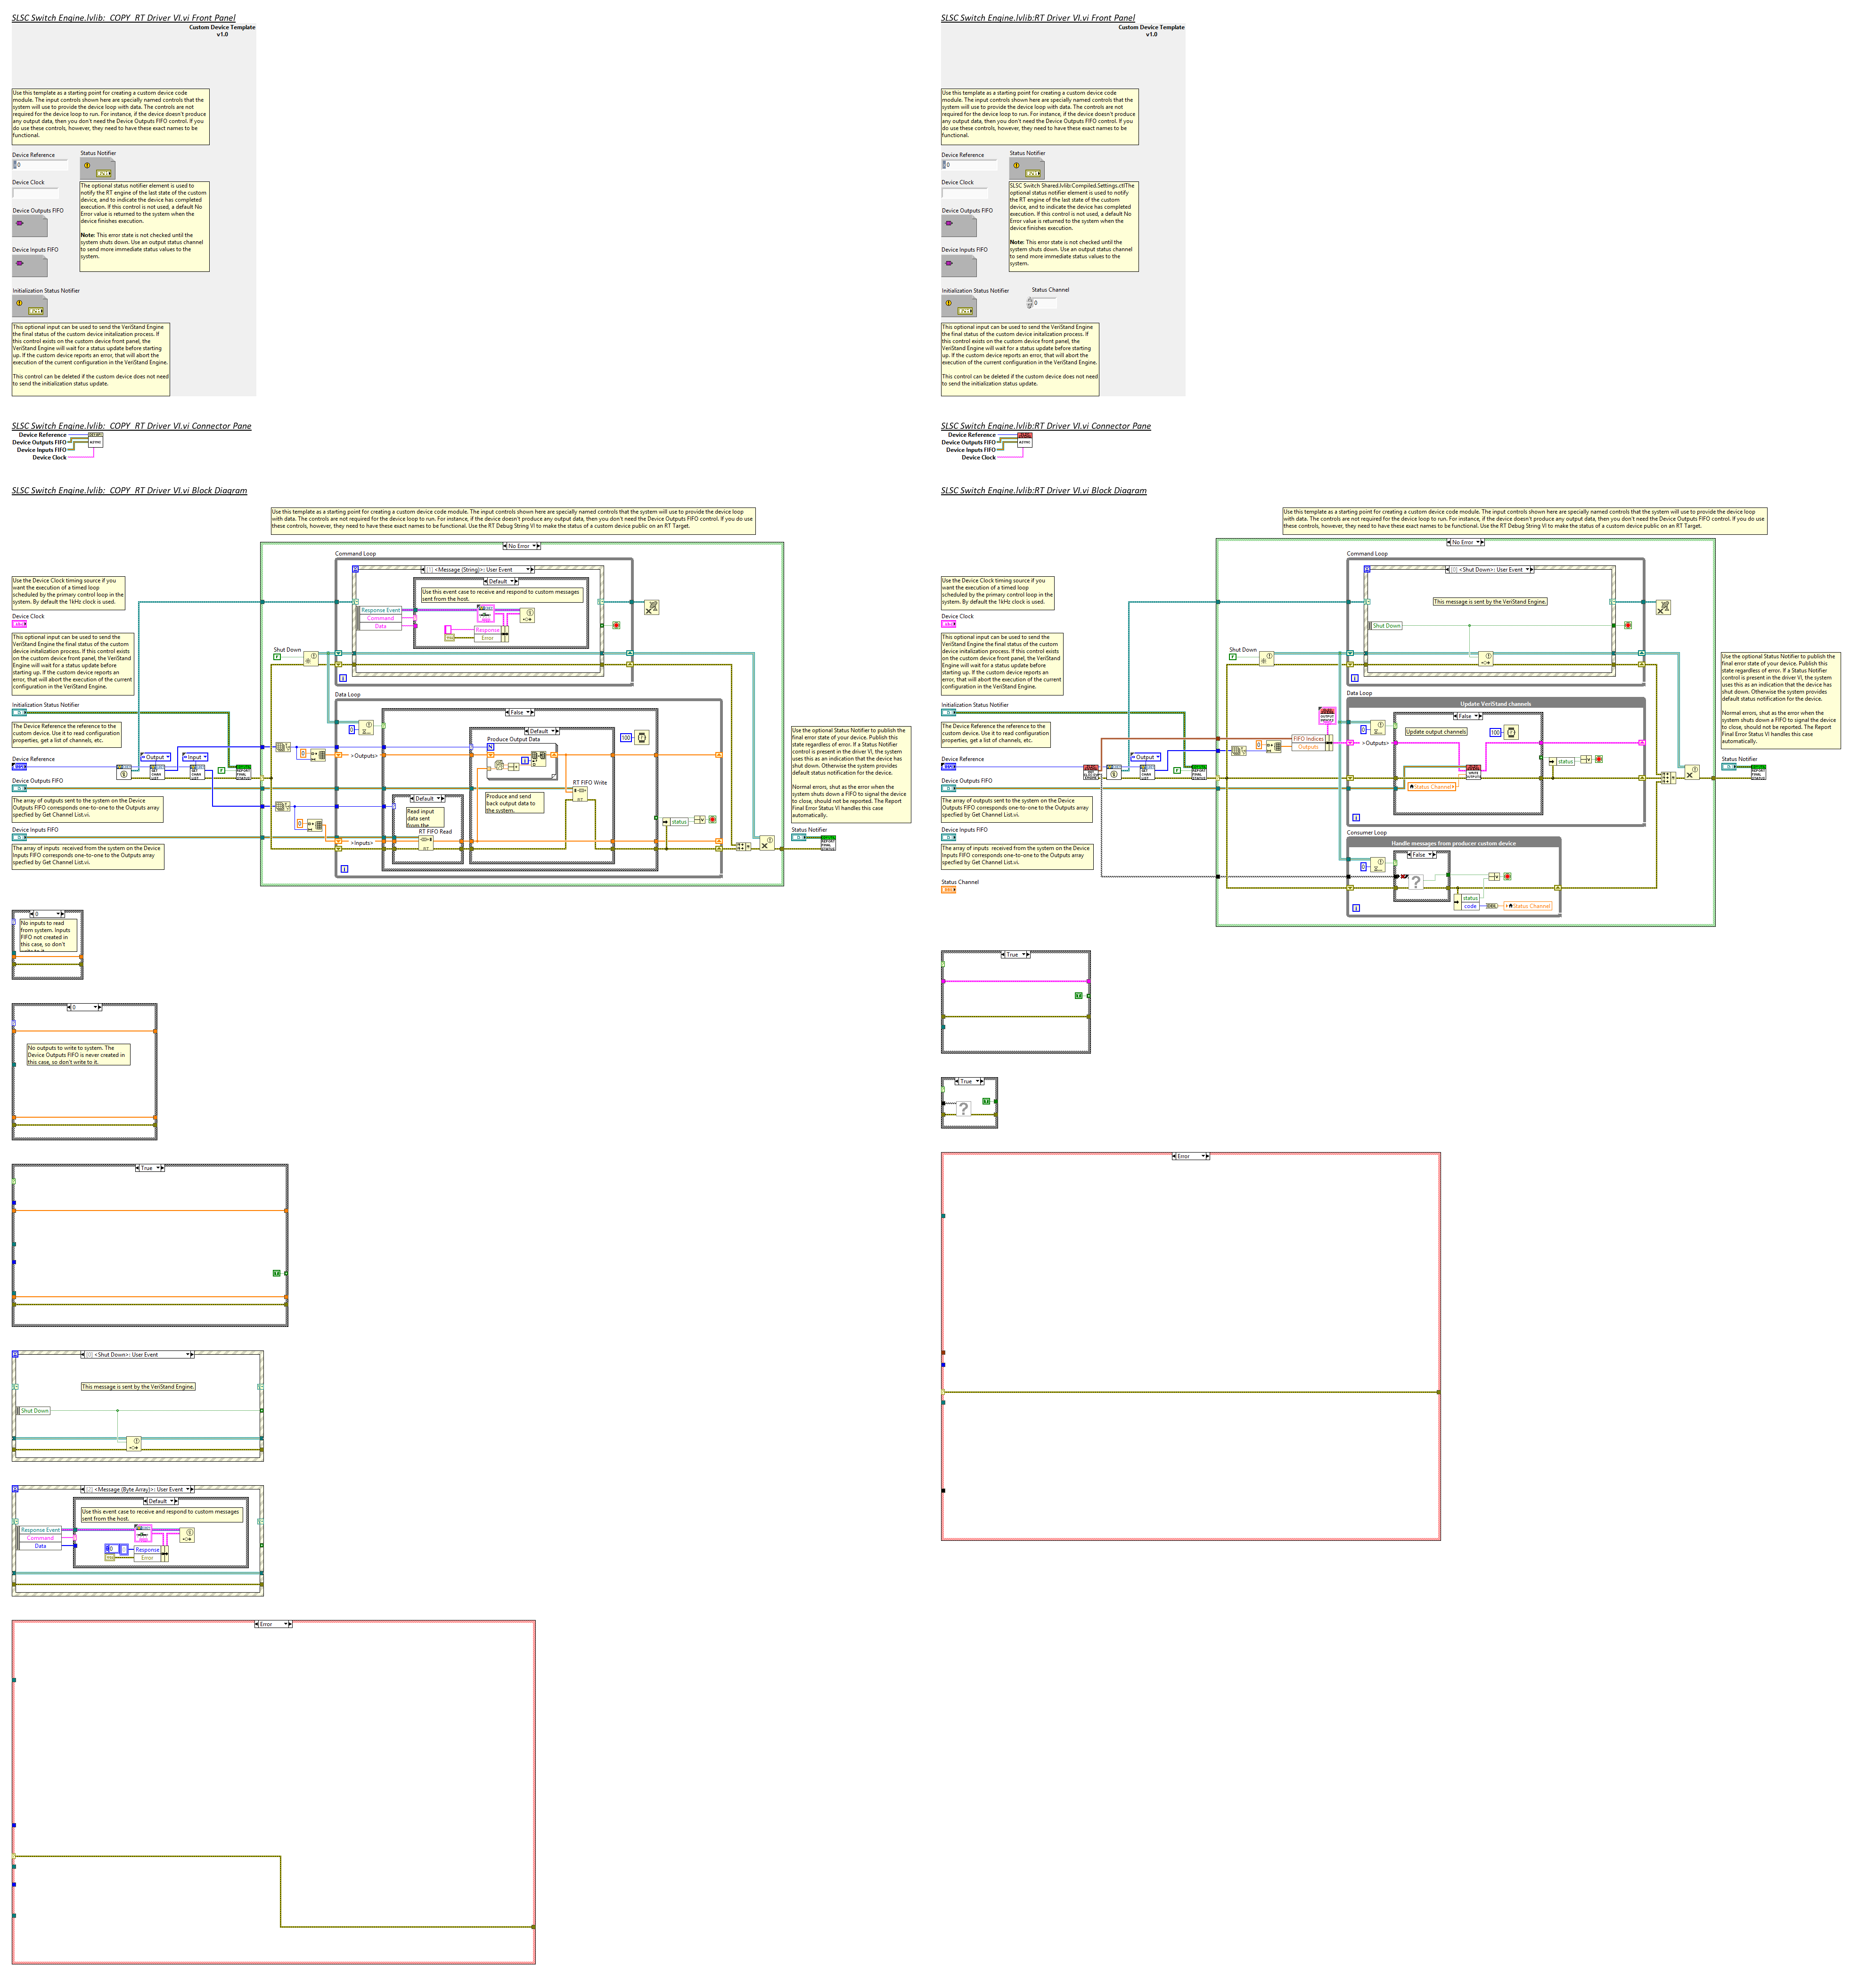 SLSC Switch Engine.lvlib:_COPY_RT Driver VI.vi Front Panel
Custom Device Template
v1.0
Use this template as a starting point for creating a custom device code
module. The input controls shown here are specially named controls that the
system will use to provide the device loop with data. The controls are not
required for the device loop to run. For instance, if the device doesn't produce
any output data, then you don't need the Device Outputs FIFO control. If you
do use these controls, however, they need to have these exact names to be
functional.
Device Reference
0
Status Notifier
Device Clock
The optional status notifier element is used to
notify the RT engine of the last state of the custom
device, and to indicate the device has completed
execution. If this control is not used, a default No
Error value is returned to the system when the
device finishes execution.
Note: This error state is not checked until the
system shuts down. Use an output status channel
to send more immediate status values to the
system.
Device Outputs FIFO
Device Inputs FIFO
Initialization Status Notifier
This optional input can be used to send the VeriStand Engine
the final status of the custom device initalization process. If
this control exists on the custom device front panel, the
VeriStand Engine will wait for a status update before starting
up. If the custom device reports an error, that will abort the
execution of the current configuration in the VeriStand Engine.
This control can be deleted if the custom device does not need
to send the initialization status update.
SLSC Switch Engine.lvlib:_COPY_RT Driver VI.vi Connector Pane
Device Reference
Device Outputs FIFO
Device Inputs FIFO
Device Clock
ASYNC
SLSC Switch Engine.lvlib:_COPY_RT Driver VI.vi Block Diagram
Use this template as a starting point for creating a custom device code module. The input controls shown here are specially named controls that the system will use to provide the device loop
with data. The controls are not required for the device loop to run. For instance, if the device doesn't produce any output data, then you don't need the Device Outputs FIFO control. If you do use
these controls, however, they need to have these exact names to be functional. Use the RT Debug String VI to make the status of a custom device public on an RT Target.
No Error
Command Loop
[1] <Message (String)>: User Event
Default
Use this event case to receive and respond to custom messages
sent from the host.
Response Event
Command
Data
Response
Error
Use the Device Clock timing source if you
want the execution of a timed loop
scheduled by the primary control loop in the
system. By default the 1kHz clock is used.
Device Clock
This optional input can be used to send the
VeriStand Engine the final status of the custom
device initalization process. If this control exists
on the custom device front panel, the VeriStand
Engine will wait for a status update before
starting up. If the custom device reports an
error, that will abort the execution of the current
configuration in the VeriStand Engine.
Shut Down
F
Initialization Status Notifier
The Device Reference the reference to the
custom device. Use it to read configuration
properties, get a list of channels, etc.
Device Reference
Output
Input
F
Device Outputs FIFO
The array of outputs sent to the system on the Device
Outputs FIFO corresponds one-to-one to the Outputs array
specfied by Get Channel List.vi.
Device Inputs FIFO
The array of inputs received from the system on the Device
Inputs FIFO corresponds one-to-one to the Outputs array
specfied by Get Channel List.vi.
Data Loop
False
0
Default
Produce Output Data
N
i
100
>Outputs>
0
RT FIFO Write
Produce and send
back output data to
the system.
Default
Read input
data sent
from the
RT FIFO Read
>Inputs>
0
status
i
Use the optional Status Notifier to publish the
final error state of your device. Publish this
state regardless of error. If a Status Notifier
uses this as an indication that the device has
shut down. Otherwise the system provides
default status notification for the device.
Normal errors, shut as the error when the
system shuts down a FIFO to signal the device
to close, should not be reported. The Report
Final Error Status VI handles this case
automatically.
Status Notifier
0
No inputs to read
from system. Inputs
FIFO not created in
this case, so don't
0
No outputs to write to system. The
Device Outputs FIFO is never created in
this case, so don't write to it.
True
[0] <Shut Down>: User Event
This message is sent by the VeriStand Engine.
Shut Down
[2] <Message (Byte Array)>: User Event
Default
Use this event case to receive and respond to custom messages
sent from the host.
Response Event
Command
Data
Response
Error
Error
SLSC Switch Engine.lvlib:RT Driver VI.vi Front Panel
Custom Device Template
v1.0
Use this template as a starting point for creating a custom device code
module. The input controls shown here are specially named controls that the
system will use to provide the device loop with data. The controls are not
required for the device loop to run. For instance, if the device doesn't produce
any output data, then you don't need the Device Outputs FIFO control. If you
do use these controls, however, they need to have these exact names to be
functional.
Device Reference
0
Status Notifier
Device Clock
SLSC Switch Shared.lvlib:Compiled.Settings.ctlThe
optional status notifier element is used to notify
the RT engine of the last state of the custom
device, and to indicate the device has completed
execution. If this control is not used, a default No
Error value is returned to the system when the
device finishes execution.
Note: This error state is not checked until the
system shuts down. Use an output status channel
to send more immediate status values to the
system.
Device Outputs FIFO
Device Inputs FIFO
Initialization Status Notifier
Status Channel
0
This optional input can be used to send the VeriStand Engine
the final status of the custom device initalization process. If
this control exists on the custom device front panel, the
VeriStand Engine will wait for a status update before starting
up. If the custom device reports an error, that will abort the
execution of the current configuration in the VeriStand Engine.
This control can be deleted if the custom device does not need
to send the initialization status update.
SLSC Switch Engine.lvlib:RT Driver VI.vi Connector Pane
Device Reference
Device Outputs FIFO
Device Inputs FIFO
Device Clock
ASYNC
SLSC Switch Engine.lvlib:RT Driver VI.vi Block Diagram
Use this template as a starting point for creating a custom device code module. The input controls shown here are specially named controls that the system will use to provide the device loop
with data. The controls are not required for the device loop to run. For instance, if the device doesn't produce any output data, then you don't need the Device Outputs FIFO control. If you do use
these controls, however, they need to have these exact names to be functional. Use the RT Debug String VI to make the status of a custom device public on an RT Target.
No Error
Command Loop
[0] <Shut Down>: User Event
This message is sent by the VeriStand Engine.
Shut Down
Use the Device Clock timing source if you
want the execution of a timed loop
scheduled by the primary control loop in the
system. By default the 1kHz clock is used.
Device Clock
This optional input can be used to send the
VeriStand Engine the final status of the custom
device initalization process. If this control exists
on the custom device front panel, the VeriStand
Engine will wait for a status update before
starting up. If the custom device reports an
error, that will abort the execution of the current
configuration in the VeriStand Engine.
Shut Down
F
i
Initialization Status Notifier
The Device Reference the reference to the
custom device. Use it to read configuration
properties, get a list of channels, etc.
Device Reference
Output
F
Device Outputs FIFO
The array of outputs sent to the system on the Device
Outputs FIFO corresponds one-to-one to the Outputs array
specfied by Get Channel List.vi.
Device Inputs FIFO
The array of inputs received from the system on the Device
Inputs FIFO corresponds one-to-one to the Outputs array
specfied by Get Channel List.vi.
Status Channel
Data Loop
Update VeriStand channels
False
0
Update output channels
100
FIFO Indices
Outputs
0
>Outputs>
Status Channel
status
i
Consumer Loop
Handle messages from producer custom device
False
0
?
status
code
Status Channel
i
Use the optional Status Notifier to publish the
final error state of your device. Publish this
state regardless of error. If a Status Notifier
control is present in the driver VI, the system
uses this as an indication that the device has
shut down. Otherwise the system provides
default status notification for the device.
Normal errors, shut as the error when the
system shuts down a FIFO to signal the device
to close, should not be reported. The Report
Final Error Status VI handles this case
automatically.
Status Notifier
True
True
?
Error